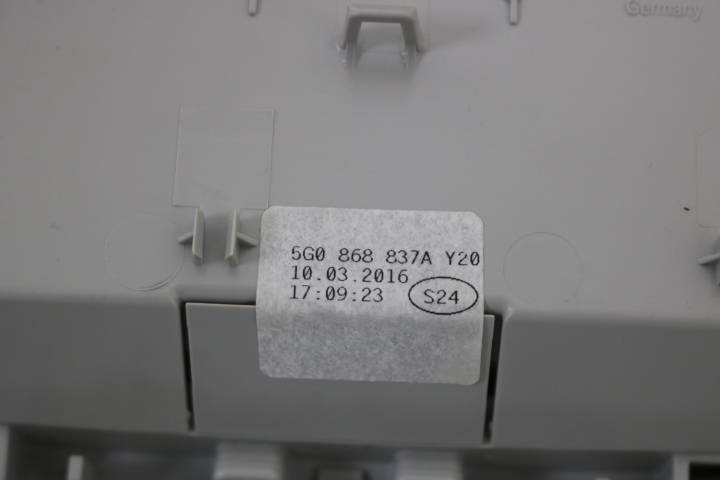 Germany
5G0 868 837A Y20
10.03.2016
17:09:23 S24